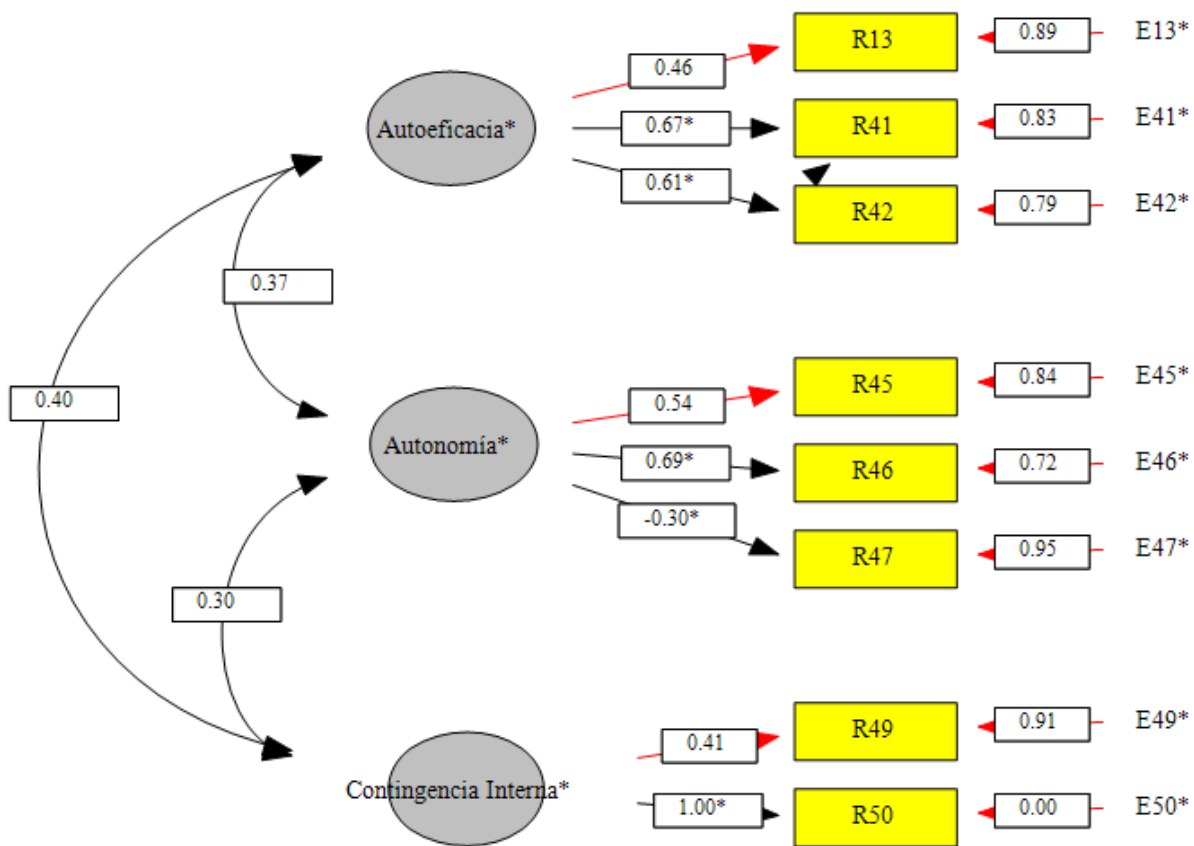 R13
0.89
E13*
0.46
Autoeficacia*
0.67*
R41
0.83
E41*
0.61*
R42
0.79
E42*
0.37
0.40
R45
0.84
E45*
0.54
Autonomía*
0.69*
R46
0.72
E46*
-0.30*
R47
0.95
E47*
0.30
R49
0.91
E49*
0.41
Contingencia Interna*
1.00*
R50
0.00
E50*